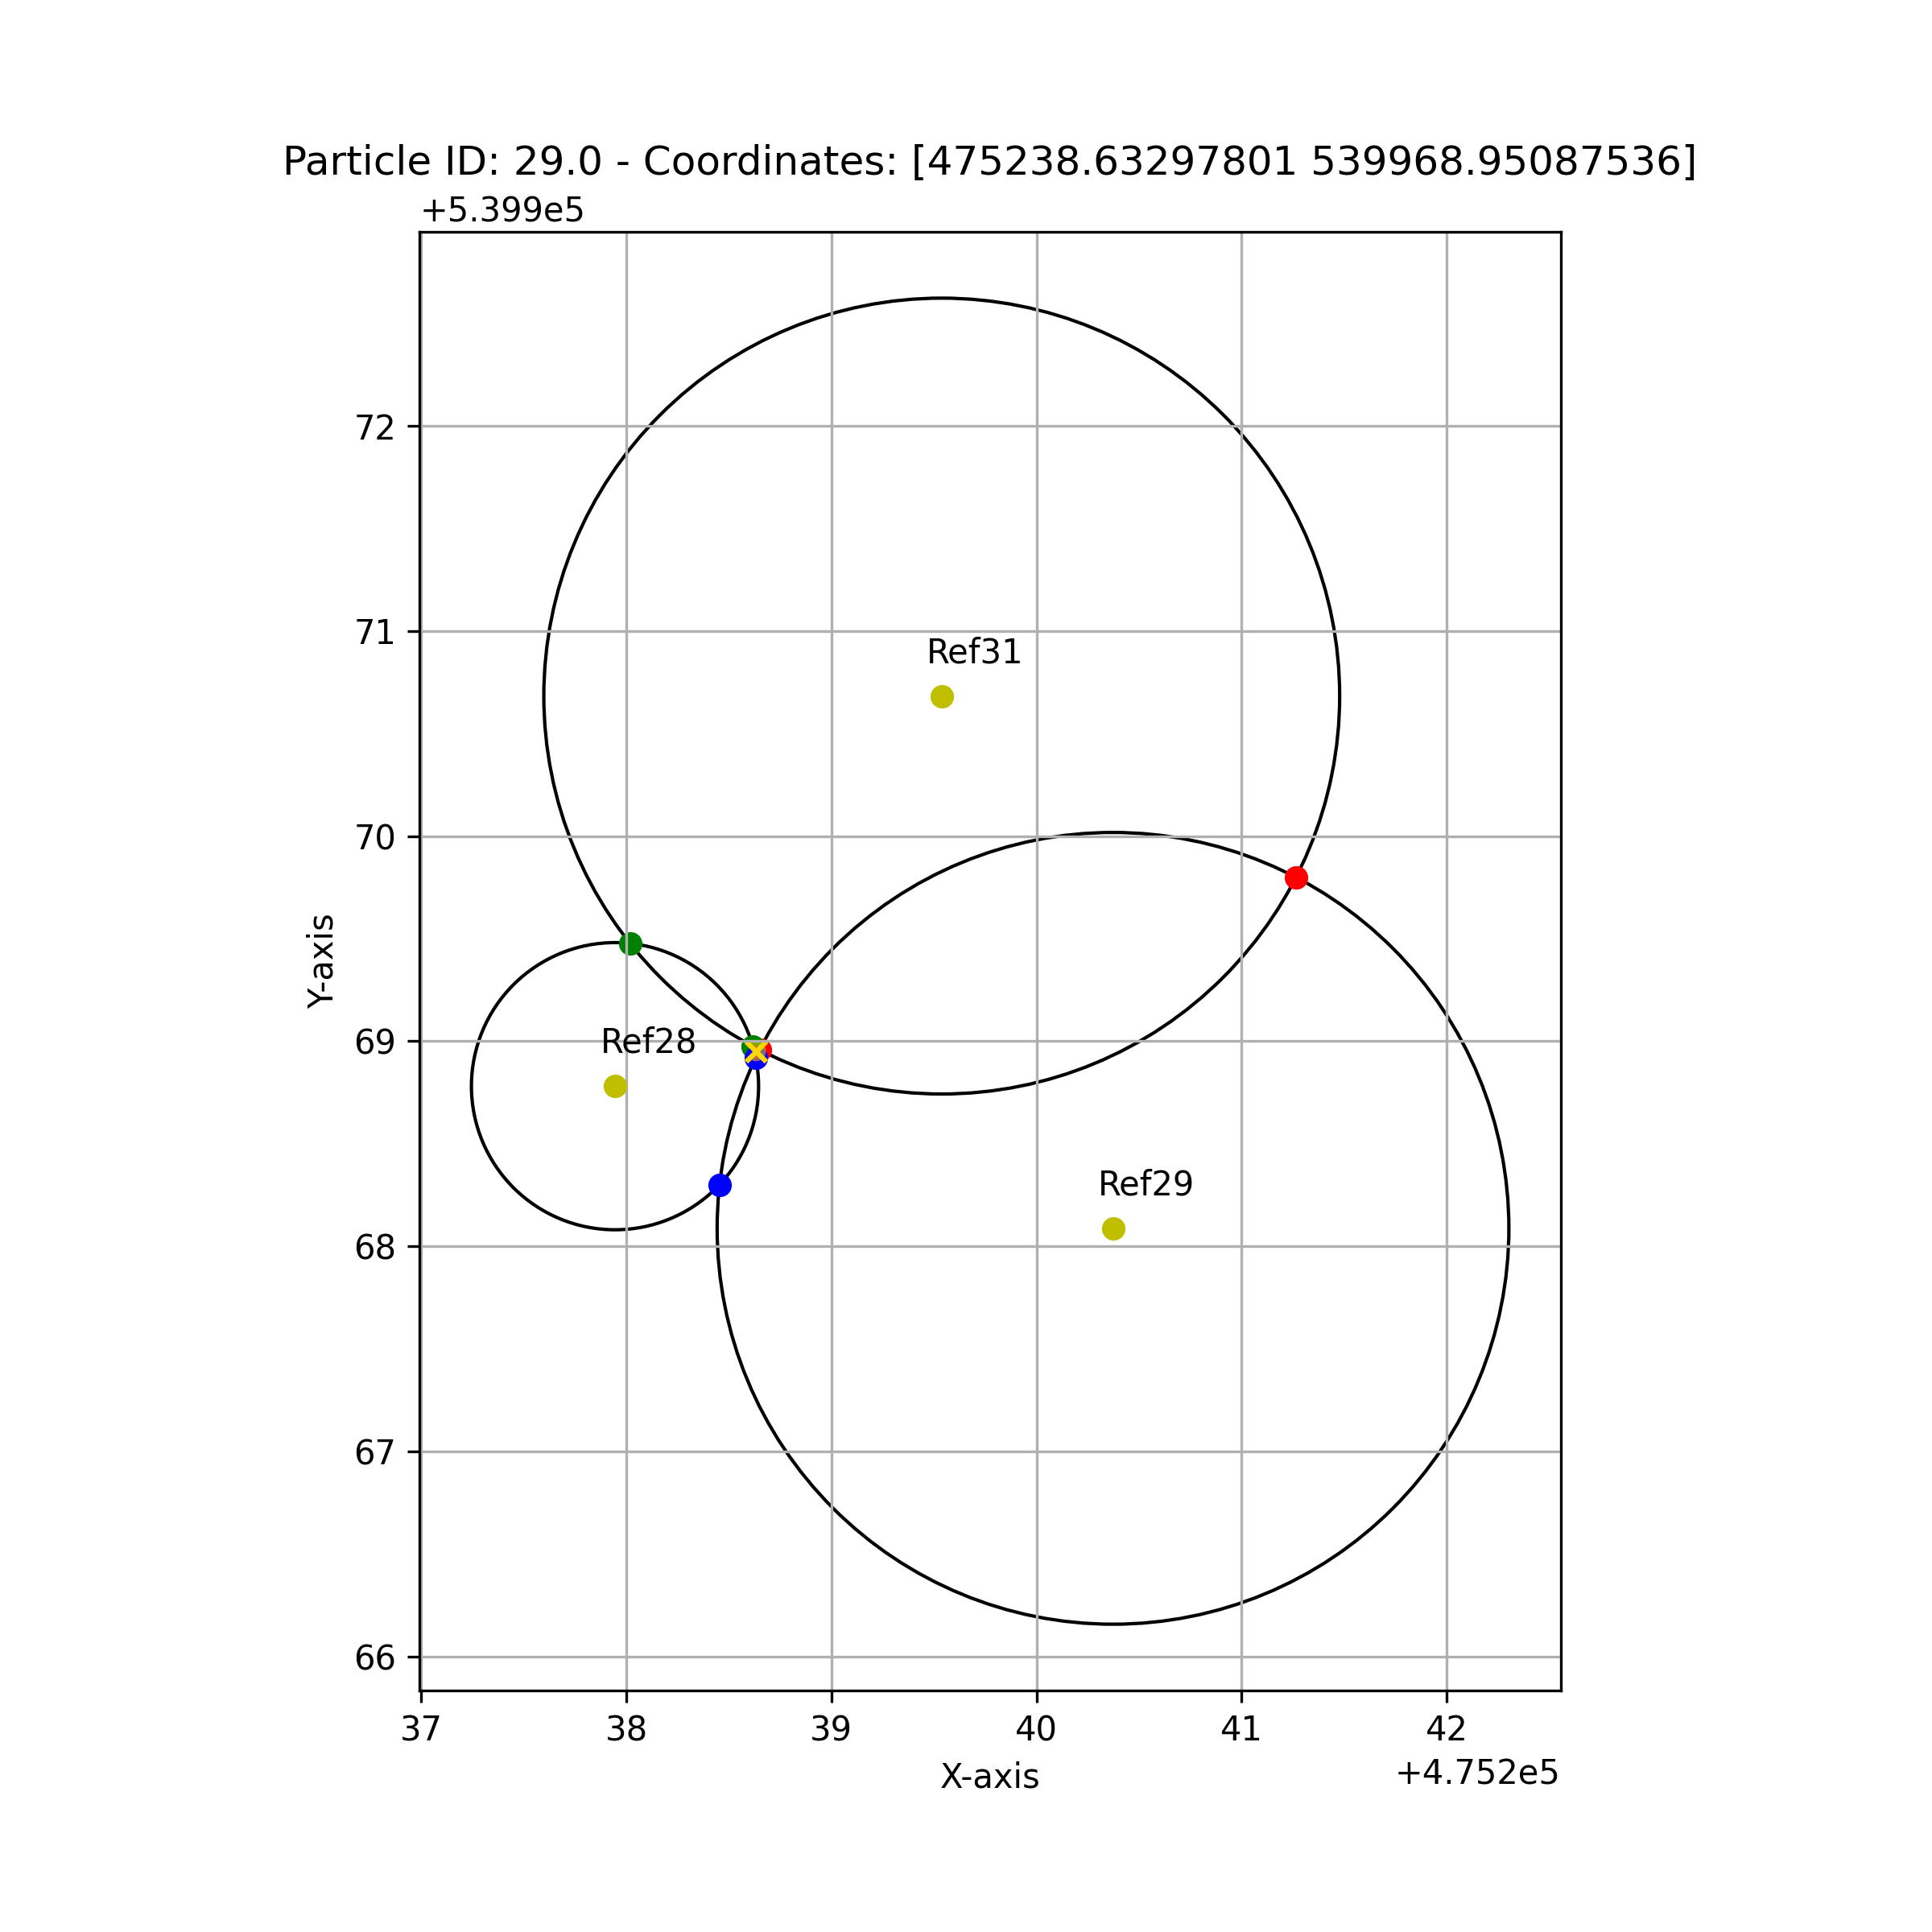 Particle ID: 29.0 - Coordinates: [475238.63297801 539968.95087536]
+5.399e5
72
71
Ref31
70
69
Ref28
Ref29
68
67
66
Y-axis
37 38 39 40 41 42
X-axis
+4.752e5